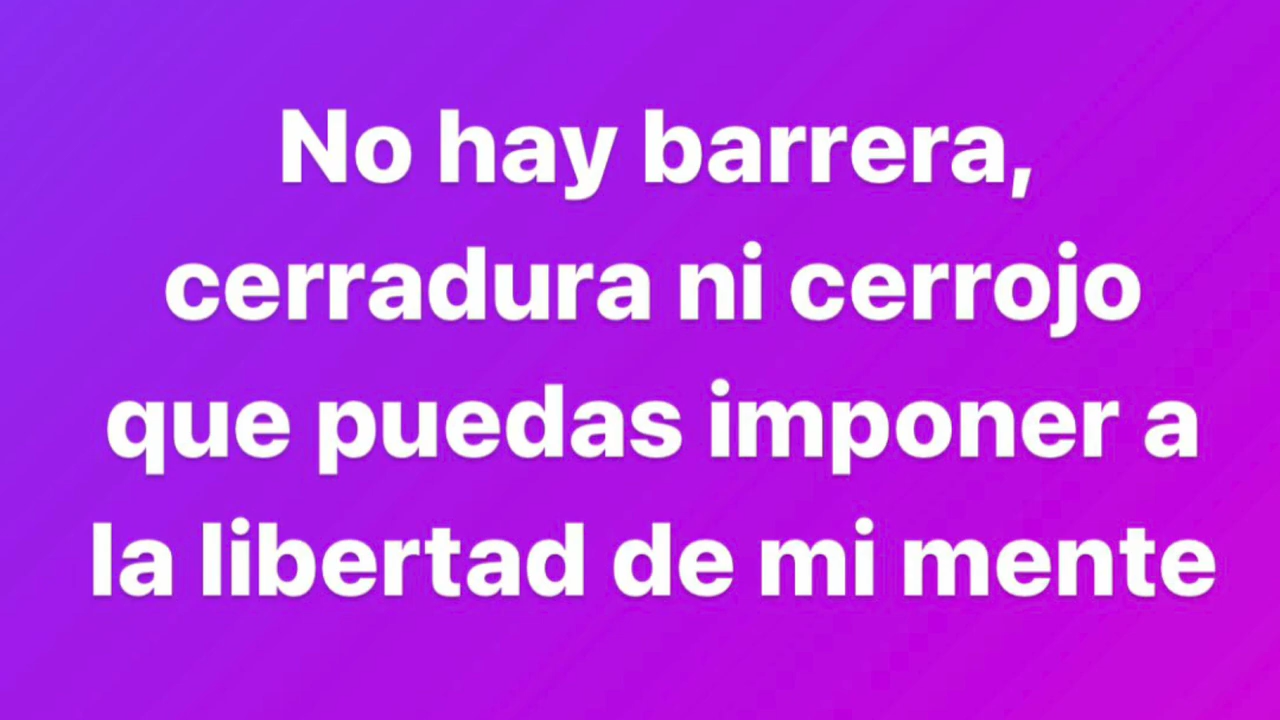 No hay barrera,
cerradura ni cerrojo
que puedas imponer a
la libertad de mi mente